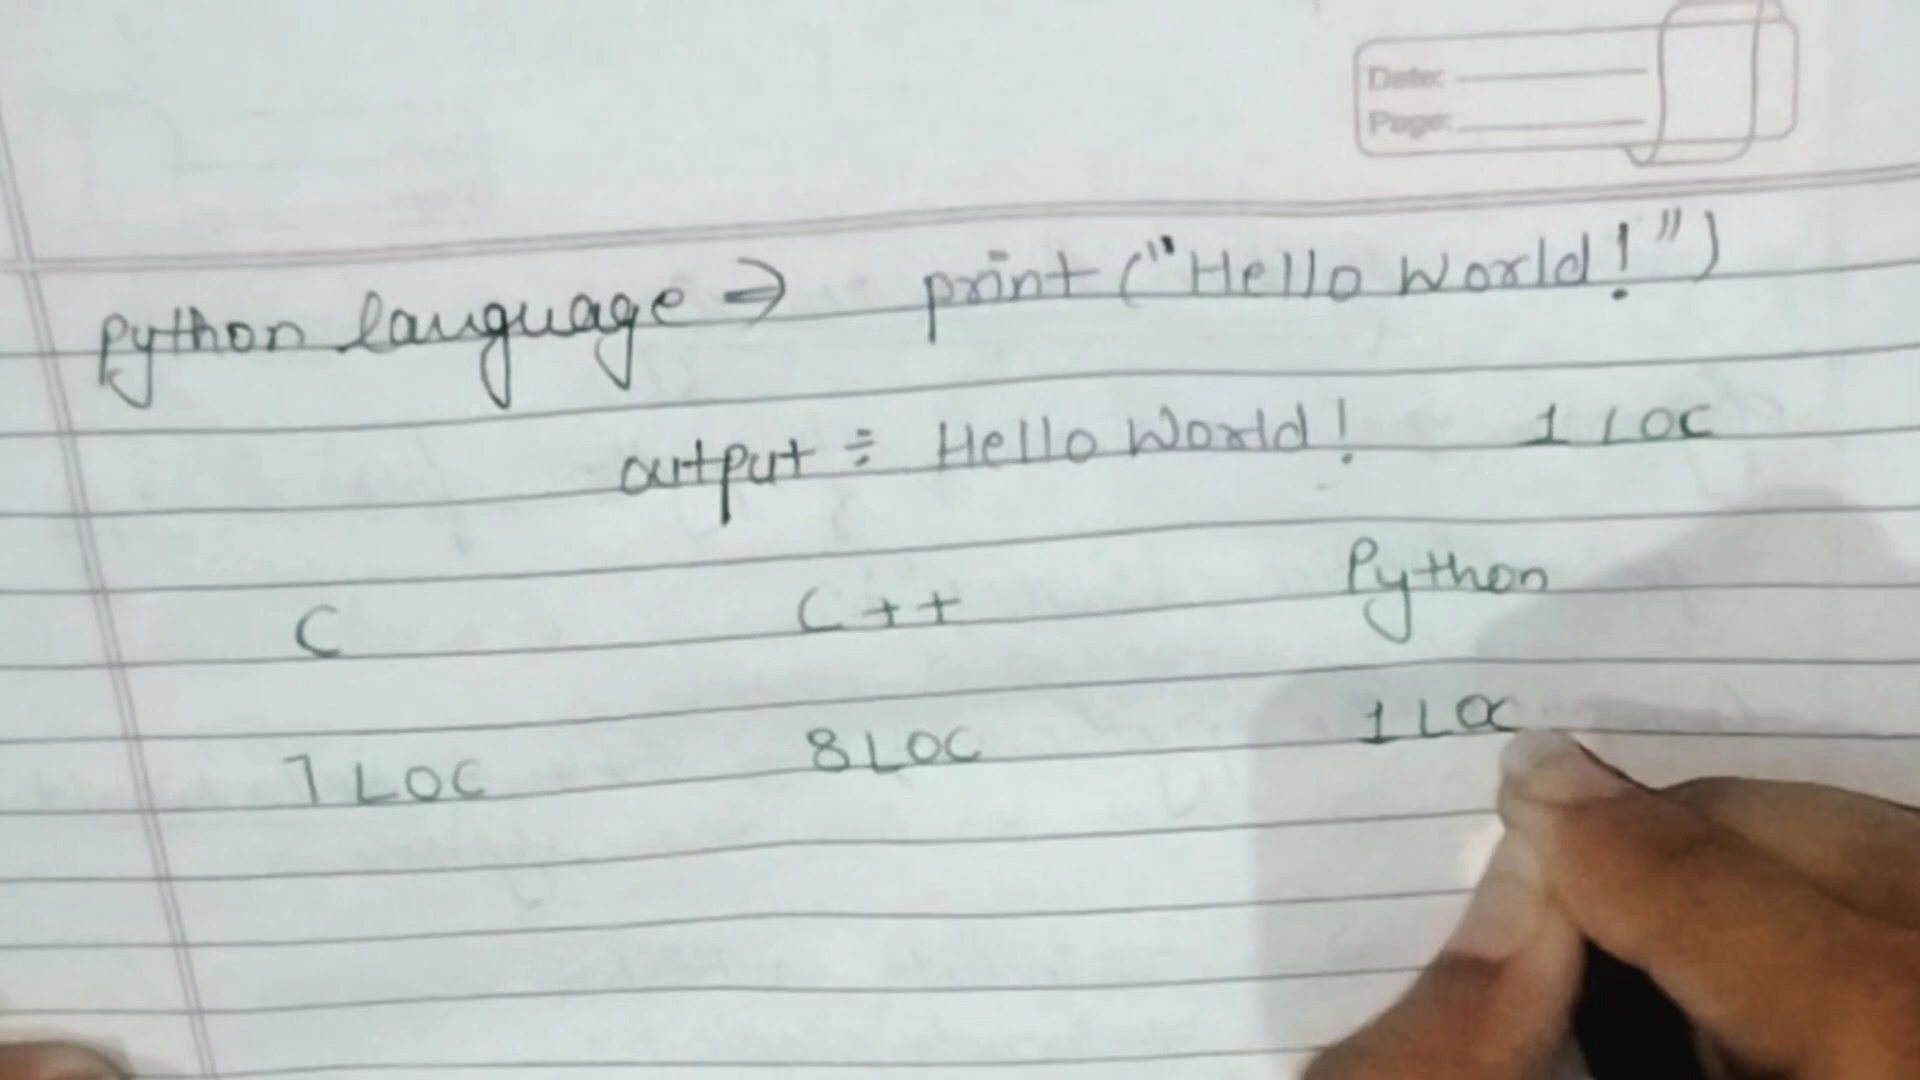 Date:
Page:
Python language ⇒ print ("Hello World!")
output ÷ Hello World! 1 LOC
C C++ Python
7 LOC 8 LOC 1 LOC